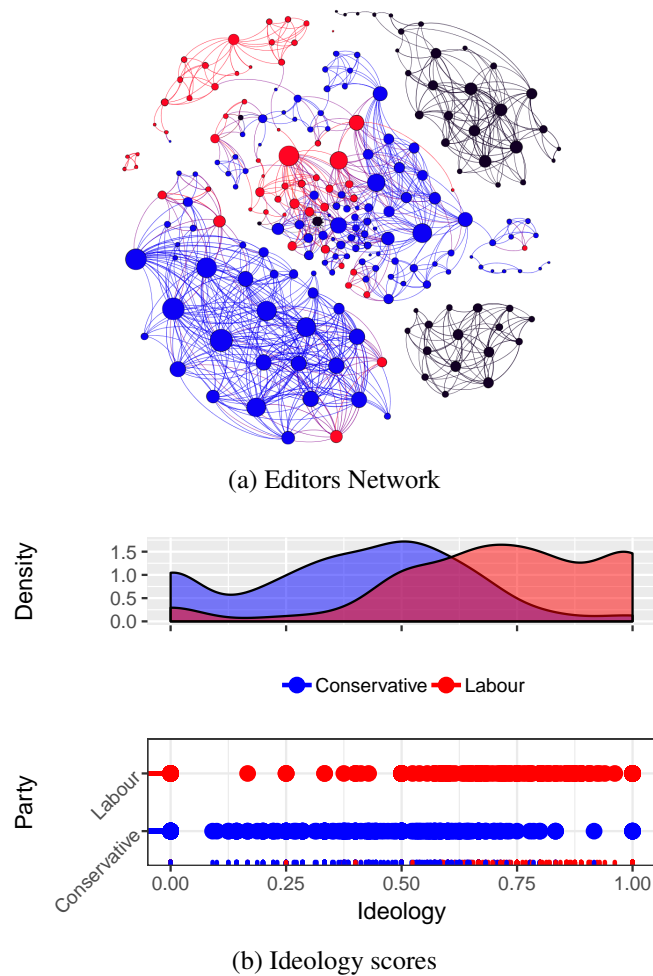 (a) Editors Network
Density
1.5
1.0
0.5
0.0
Conservative Labour
Party
Labour
Conservative
0.00 0.25 0.50 0.75 1.00
Ideology
(b) Ideology scores